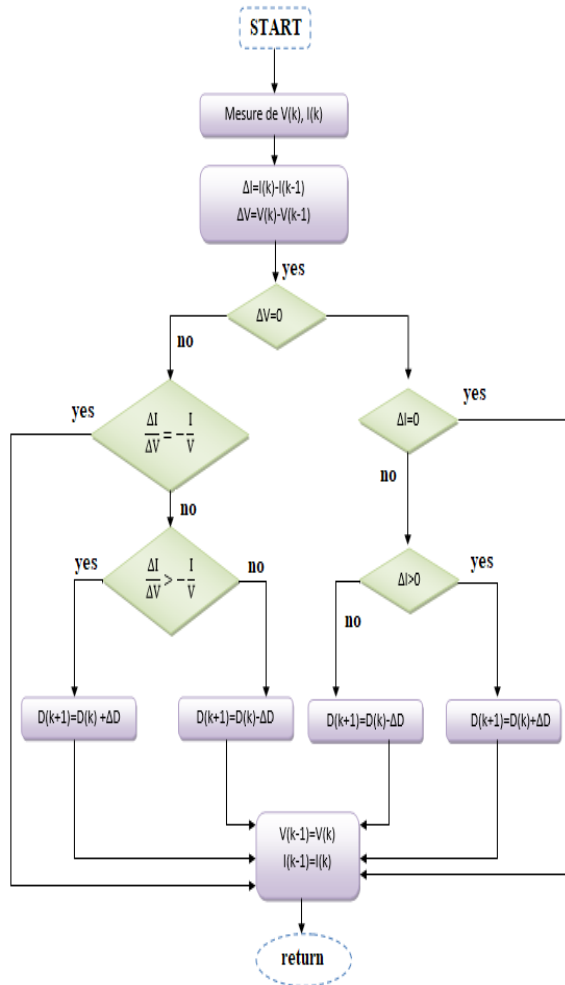 START
Mesure de V(k), I(k)
ΔI=I(k)-I(k-1)
ΔV=V(k)-V(k-1)
yes
ΔV=0
no
yes
ΔI/ΔV = -I/V
ΔI=0
yes
no
no
yes
ΔI/ΔV > -I/V
no
ΔI>0
yes
no
D(k+1)=D(k) +ΔD
D(k+1)=D(k)-ΔD
D(k+1)=D(k)-ΔD
D(k+1)=D(k)+ΔD
V(k-1)=V(k)
I(k-1)=I(k)
return